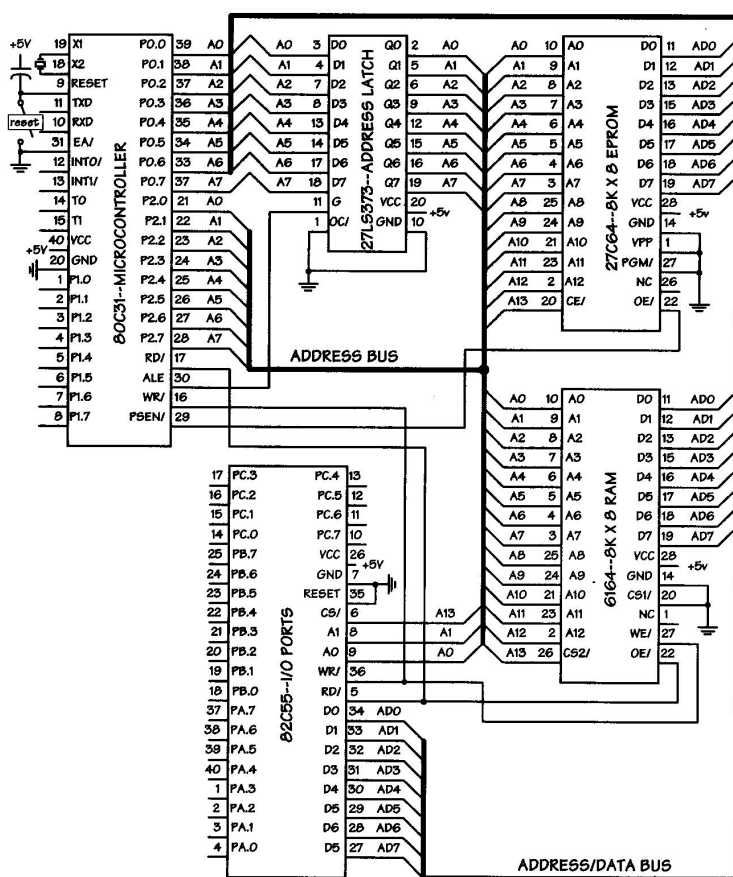 +5V
reset
+5V
80C31--MICROCONTROLLER
19 X1 P0.0 39 A0
18 X2 P0.1 38 A1
9 RESET P0.2 37 A2
11 TXD P0.3 36 A3
10 RXD P0.4 35 A4
31 EA/ P0.5 34 A5
12 INT0/ P0.6 33 A6
13 INT1/ P0.7 37 A7
14 T0 P2.0 21 A0
15 T1 P2.1 22 A1
40 VCC P2.2 23 A2
20 GND P2.3 24 A3
1 P1.0 P2.4 25 A4
2 P1.1 P2.5 26 A5
3 P1.2 P2.6 27 A6
4 P1.3 P2.7 28 A7
5 P1.4 RD/ 17
6 P1.5 ALE 30
7 P1.6 WR/ 16
8 P1.7 PSEN/ 29
27LS373--ADDRESS LATCH
A0 3 D0 Q0 2 A0
A1 4 D1 Q1 5 A1
A2 7 D2 Q2 6 A2
A3 8 D3 Q3 9 A3
A4 13 D4 Q4 12 A4
A5 14 D5 Q5 15 A5
A6 17 D6 Q6 16 A6
A7 18 D7 Q7 19 A7
11 G VCC 20
+5v
1 OC/ GND 10
27C64--8K X 8 EPROM
A0 10 A0 D0 11 AD0
A1 9 A1 D1 12 AD1
A2 8 A2 D2 13 AD2
A3 7 A3 D3 15 AD3
A4 6 A4 D4 16 AD4
A5 5 A5 D5 17 AD5
A6 4 A6 D6 18 AD6
A7 3 A7 D7 19 AD7
A8 25 A8 VCC 28
+5v
A9 24 A9 GND 14
A10 21 A10 VPP 1
A11 23 A11 PGM/ 27
A12 2 A12 NC 26
A13 20 CE/ OE/ 22
ADDRESS BUS
6164--8K X 8 RAM
A0 10 A0 D0 11 AD0
A1 9 A1 D1 12 AD1
A2 8 A2 D2 13 AD2
A3 7 A3 D3 15 AD3
A4 6 A4 D4 16 AD4
A5 5 A5 D5 17 AD5
A6 4 A6 D6 18 AD6
A7 3 A7 D7 19 AD7
A8 25 A8 VCC 28
+5v
A9 24 A9 GND 14
A10 21 A10 CS1/ 20
A11 23 A11 NC 1
A12 2 A12 WE/ 27
A13 26 CS2/ OE/ 22
82C55--I/O PORTS
17 PC.3 PC.4 13
16 PC.2 PC.5 12
15 PC.1 PC.6 11
14 PC.0 PC.7 10
25 PB.7 VCC 26
+5v
24 PB.6 GND 7
23 PB.5 RESET 35
22 PB.4 CS/ 6 A13
21 PB.3 A1 8 A1
20 PB.2 A0 9 A0
19 PB.1 WR/ 36
18 PB.0 RD/ 5
37 PA.7 D0 34 AD0
38 PA.6 D1 33 AD1
39 PA.5 D2 32 AD2
40 PA.4 D3 31 AD3
1 PA.3 D4 30 AD4
2 PA.2 D5 29 AD5
3 PA.1 D6 28 AD6
4 PA.0 D5 27 AD7
ADDRESS/DATA BUS